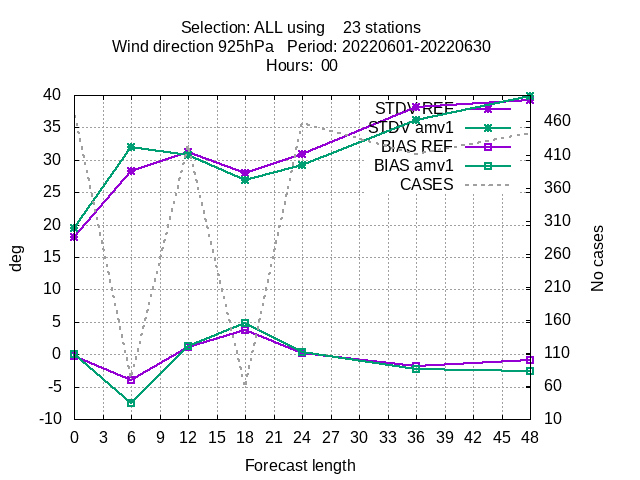 Selection: ALL using 23 stations
Wind direction 925hPa Period: 20220601-20220630
Hours: 00
STDV REF
STDV amv1
BIAS REF
BIAS amv1
CASES
40
35
30
25
20
15
10
5
0
-5
-10
deg
460
410
360
310
260
210
160
110
60
10
No cases
0 3 6 9 12 15 18 21 24 27 30 33 36 39 42 45 48
Forecast length